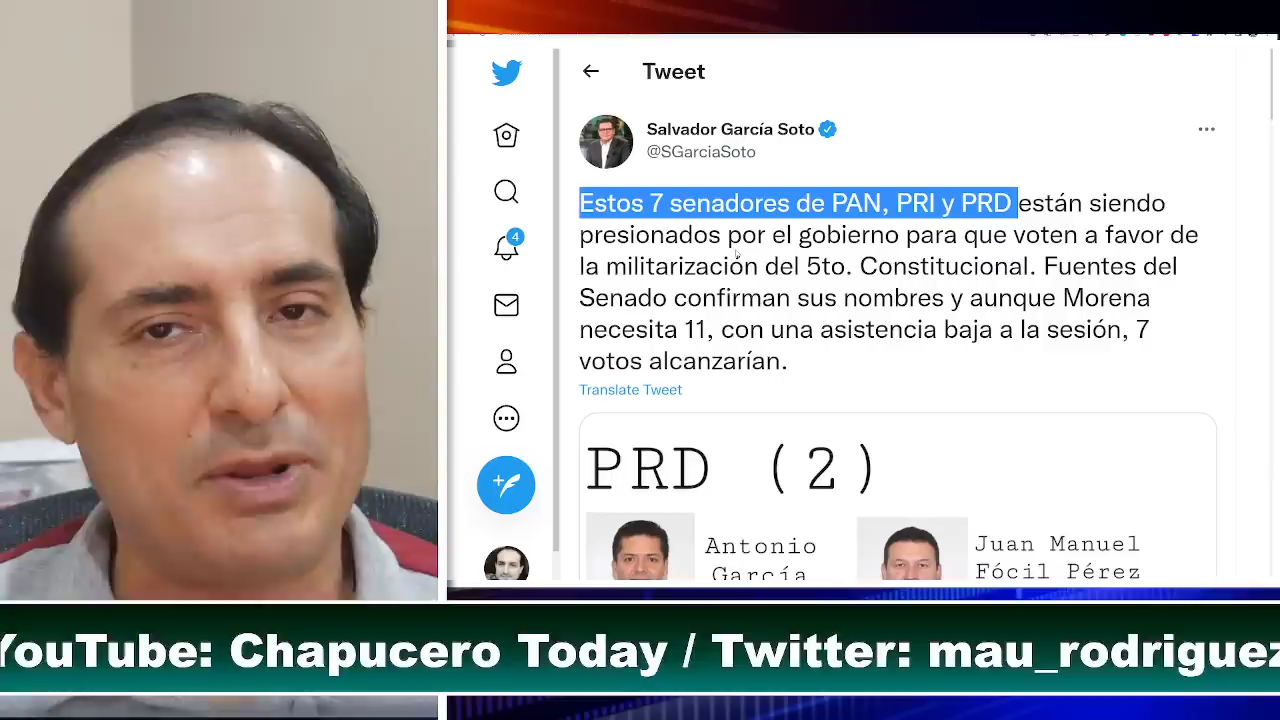 Tweet
Salvador García Soto
@SGarciaSoto
Estos 7 senadores de PAN, PRI y PRD están siendo
presionados por el gobierno para que voten a favor de
la militarización del 5to. Constitucional. Fuentes del
Senado confirman sus nombres y aunque Morena
necesita 11, con una asistencia baja a la sesión, 7
votos alcanzarían.
Translate Tweet
4
PRD (2)
Antonio
García
Juan Manuel
Fócil Pérez
YouTube: Chapucero Today / Twitter: mau_rodriguez